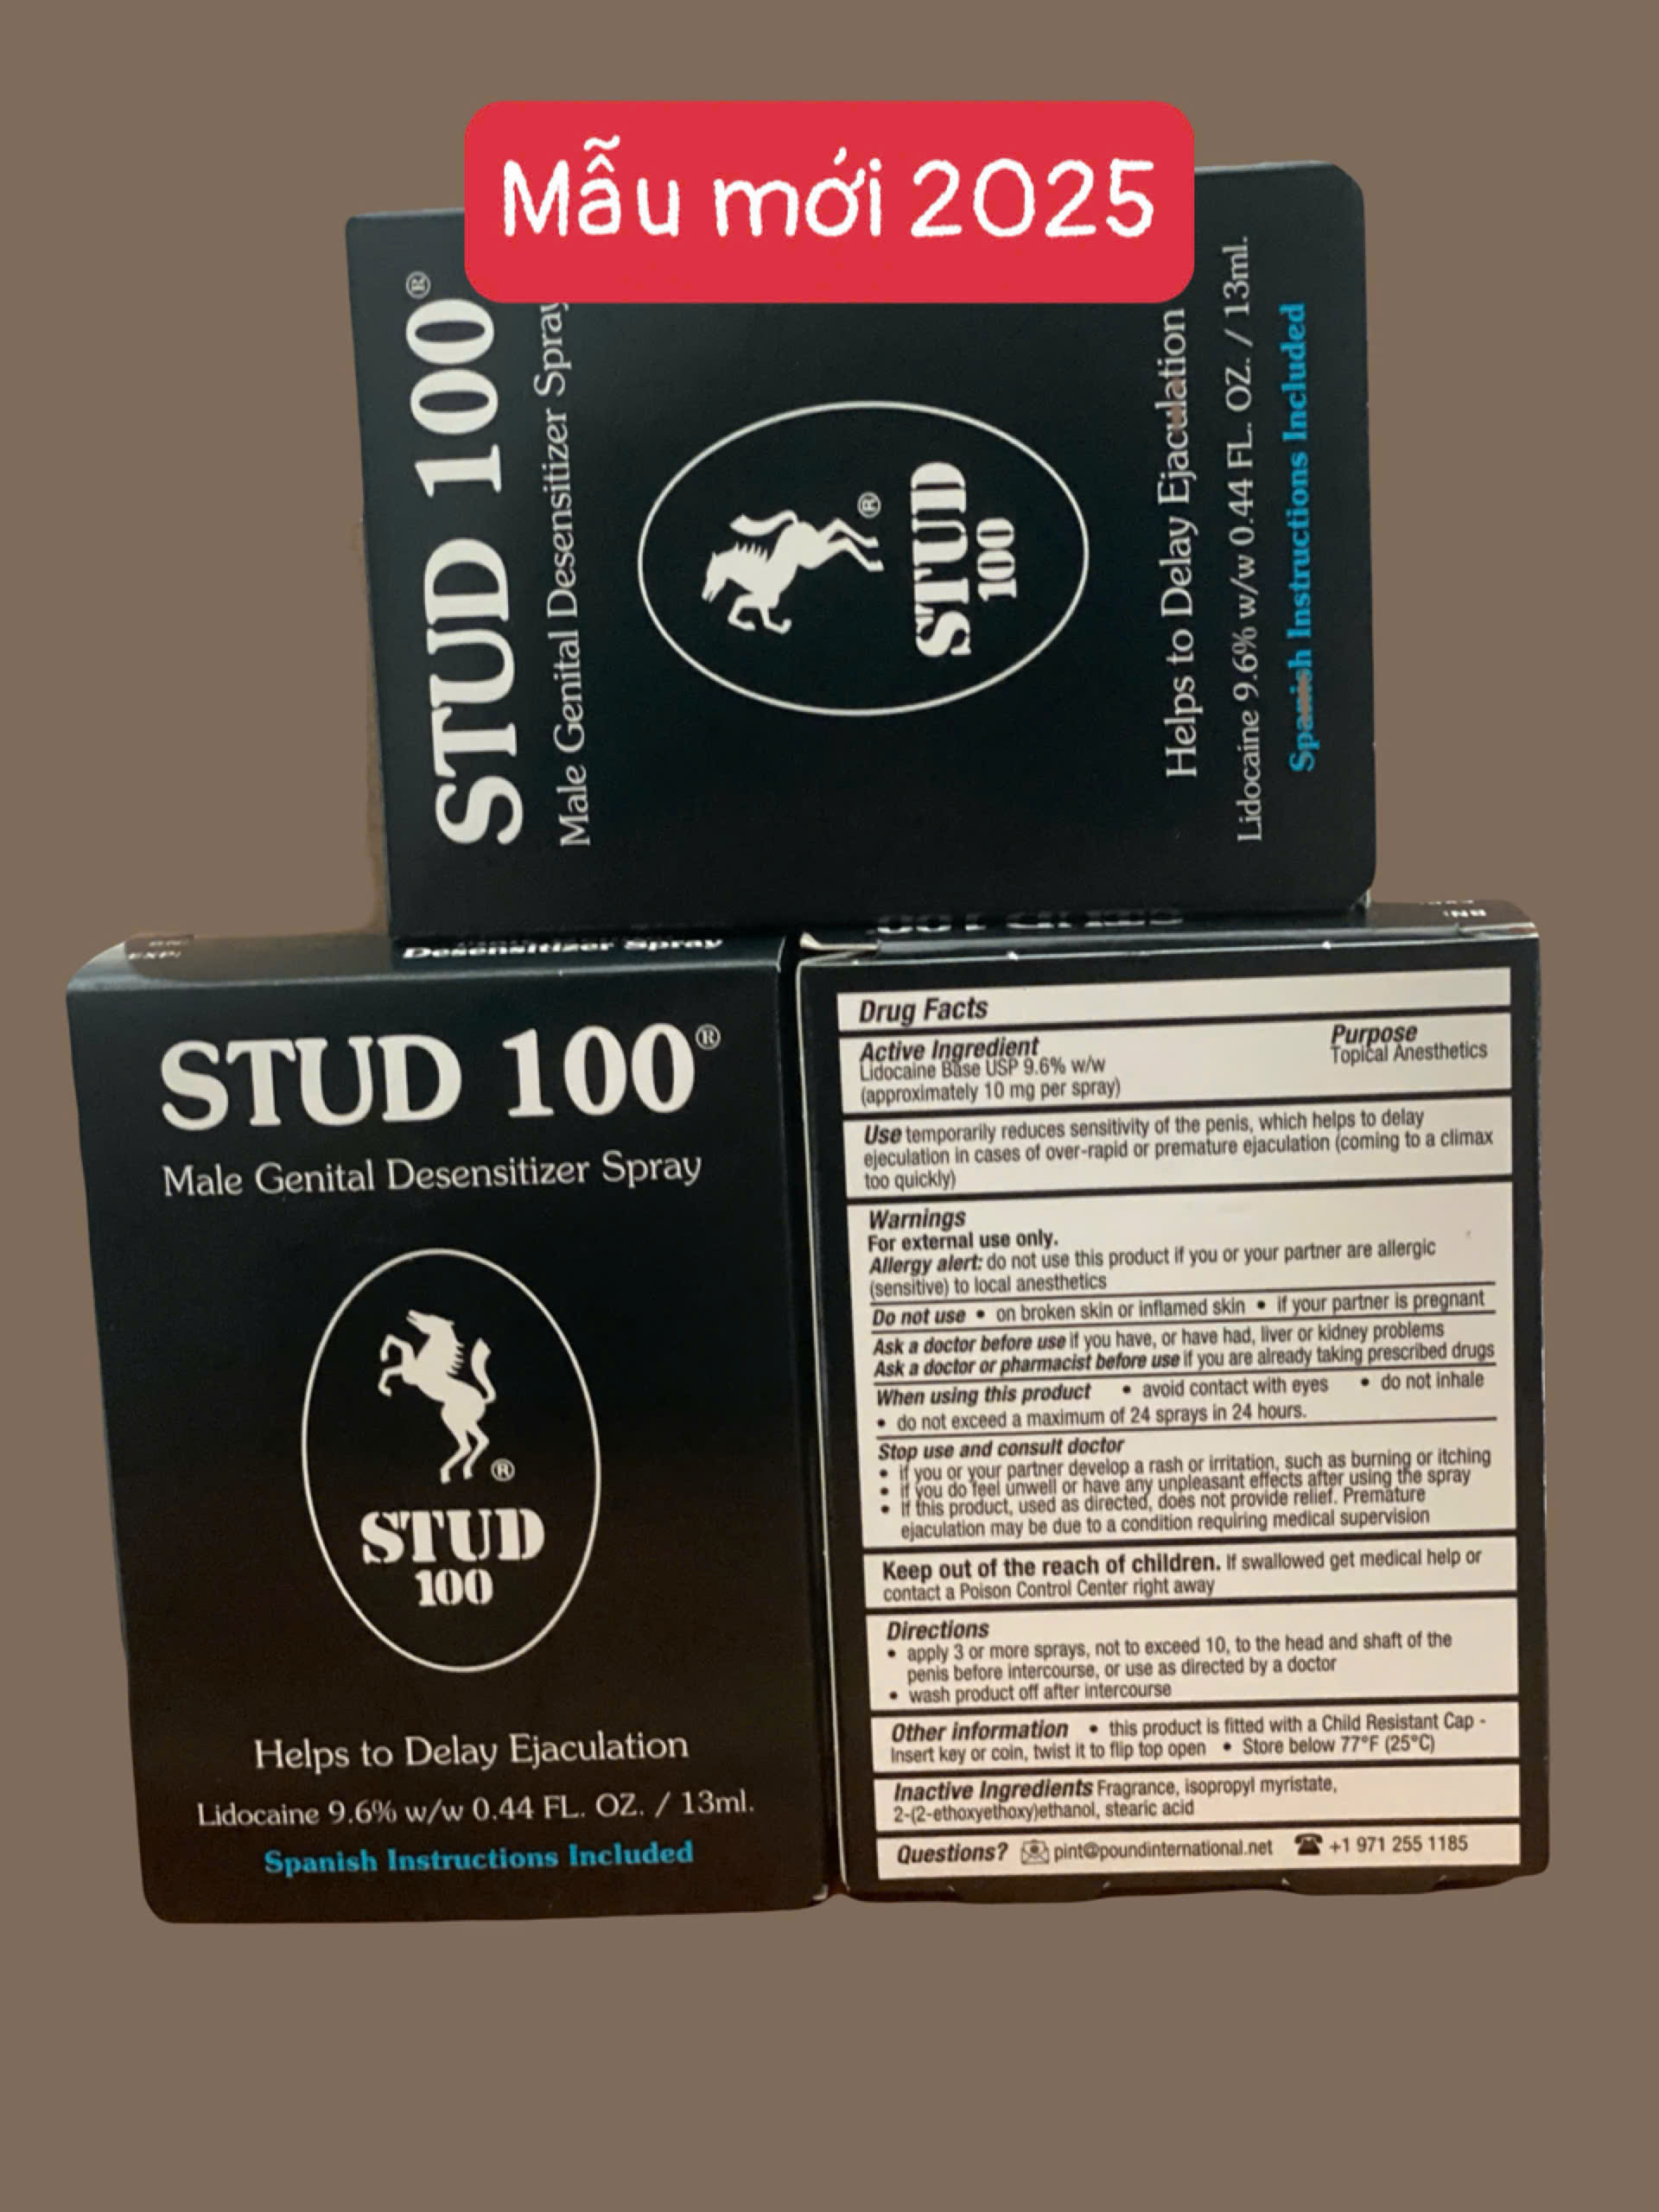 Mẫu mới 2025
STUD 100®
Male Genital Desensitizer Spray
®
STUD
100
Helps to Delay Ejaculation
Lidocaine 9.6% w/w 0.44 FL. OZ. / 13ml.
Spanish Instructions Included
EXP:
Desensitizer Spray
STUD 100®
Male Genital Desensitizer Spray
®
STUD
100
Helps to Delay Ejaculation
Lidocaine 9.6% w/w 0.44 FL. OZ. / 13ml.
Spanish Instructions Included
BN:
Drug Facts
Active Ingredient Purpose
Lidocaine Base USP 9.6% w/w Topical Anesthetics
(approximately 10 mg per spray)
Use temporarily reduces sensitivity of the penis, which helps to delay
ejeculation in cases of over-rapid or premature ejaculation (coming to a climax
too quickly)
Warnings
For external use only.
Allergy alert: do not use this product if you or your partner are allergic
(sensitive) to local anesthetics
Do not use • on broken skin or inflamed skin • if your partner is pregnant
Ask a doctor before use if you have, or have had, liver or kidney problems
Ask a doctor or pharmacist before use if you are already taking prescribed drugs
When using this product • avoid contact with eyes • do not inhale
• do not exceed a maximum of 24 sprays in 24 hours.
Stop use and consult doctor
• if you or your partner develop a rash or irritation, such as burning or itching
• if you do feel unwell or have any unpleasant effects after using the spray
• If this product, used as directed, does not provide relief. Premature
ejaculation may be due to a condition requiring medical supervision
Keep out of the reach of children. If swallowed get medical help or
contact a Poison Control Center right away
Directions
• apply 3 or more sprays, not to exceed 10, to the head and shaft of the
penis before intercourse, or use as directed by a doctor
• wash product off after intercourse
Other information • this product is fitted with a Child Resistant Cap -
Insert key or coin, twist it to flip top open • Store below 77°F (25°C)
Inactive Ingredients Fragrance, isopropyl myristate,
2-(2-ethoxyethoxy)ethanol, stearic acid
Questions? pint@poundinternational.net +1 971 255 1185